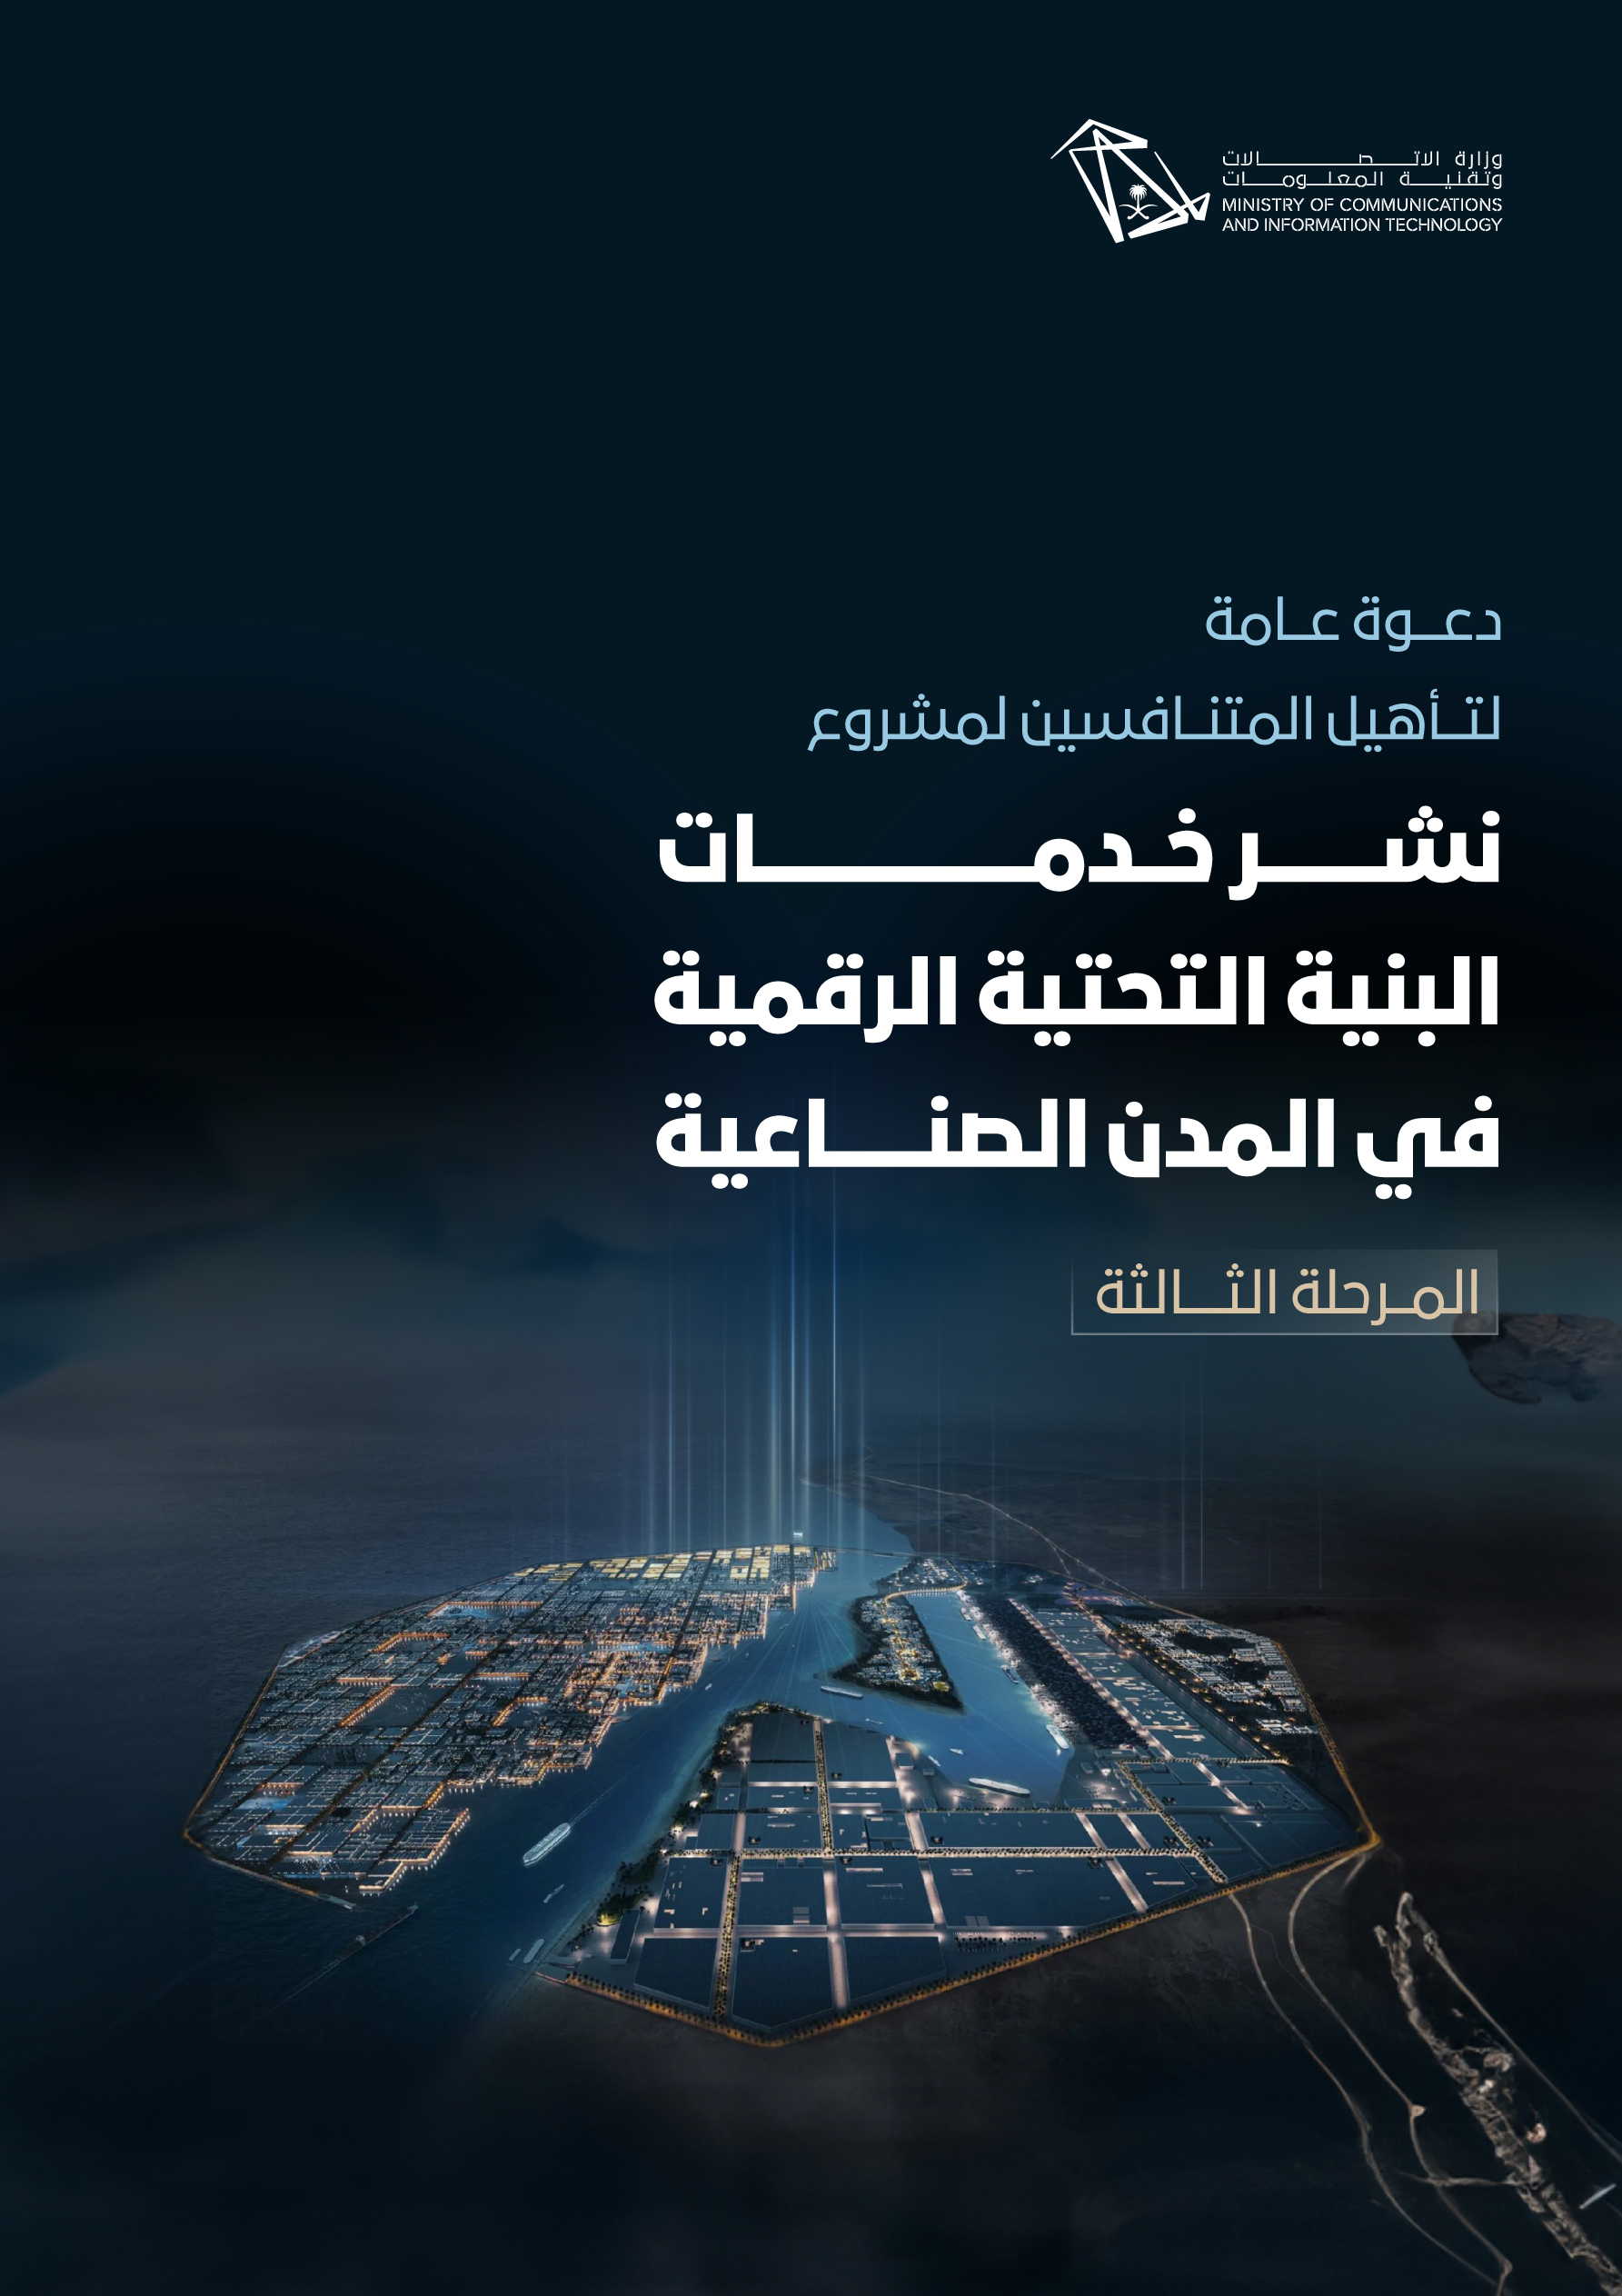 وزارة الاتصالات
وتقنية المعلومات
MINISTRY OF COMMUNICATIONS
AND INFORMATION TECHNOLOGY
دعوة عامة
لتأهيل المتنافسين لمشروع
نشر خدمات
البنية التحتية الرقمية
في المدن الصناعية
المرحلة الثالثة